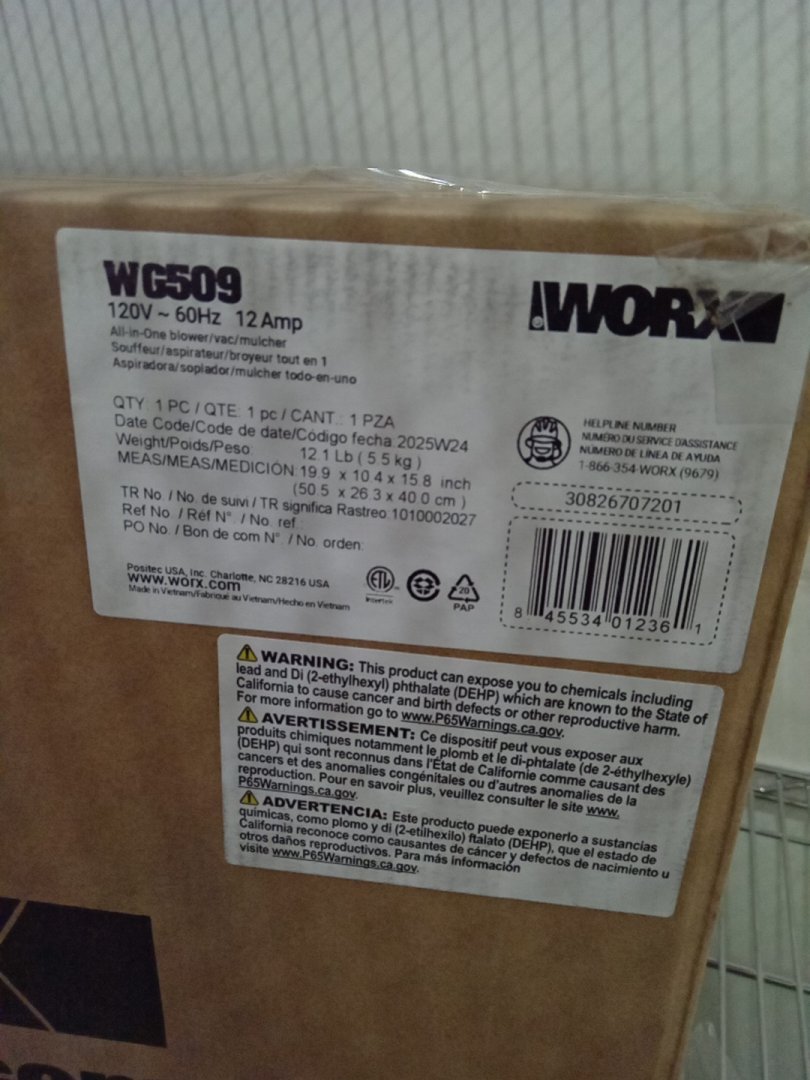 WG509
120V ~ 60Hz 12 Amp
All-in-One blower/vac/mulcher
Souffeur/aspirateur/broyeur tout en 1
Aspiradora/soplador/mulcher todo-en-uno
WORX
QTY: 1 PC / QTE: 1 pc / CANT.: 1 PZA
Date Code/Code de date/Código fecha: 2025W24
Weight/Poids/Peso: 12.1 Lb ( 5.5 kg )
MEAS/MEAS/MEDICIÓN: 19.9 x 10.4 x 15.8 inch
(50.5 x 26.3 x 40.0 cm )
TR No. / No. de suivi / TR significa Rastreo: 1010002027
Ref No / Réf N°. / No. ref.:
PO No. / Bon de com N°. / No. orden:
HELPLINE NUMBER
NUMÉRO DU SERVICE D'ASSISTANCE
NÚMERO DE LÍNEA DE AYUDA
1-866-354-WORX (9679)
30826707201
8 45534 01236 1
Positec USA, Inc. Charlotte, NC 28216 USA
www.worx.com
Made in Vietnam/Fabriqué au Vietnam/Hecho en Vietnam
ETL
Intertek
20
PAP
WARNING: This product can expose you to chemicals including
lead and Di (2-ethylhexyl) phthalate (DEHP) which are known to the State of
California to cause cancer and birth defects or other reproductive harm.
For more information go to www.P65Warnings.ca.gov.
AVERTISSEMENT: Ce dispositif peut vous exposer aux
produits chimiques notamment le plomb et le di-phtalate (de 2-éthylhexyle)
(DEHP) qui sont reconnus dans l'État de Californie comme causant des
cancers et des anomalies congénitales ou d'autres anomalies de la
reproduction. Pour en savoir plus, veuillez consulter le site www.
P65Warnings.ca.gov.
ADVERTENCIA: Este producto puede exponerlo a sustancias
químicas, como plomo y di (2-etilhexilo) ftalato (DEHP), que el estado de
California reconoce como causantes de cáncer y defectos de nacimiento u
otros daños reproductivos. Para más información
visite www.P65Warnings.ca.gov.